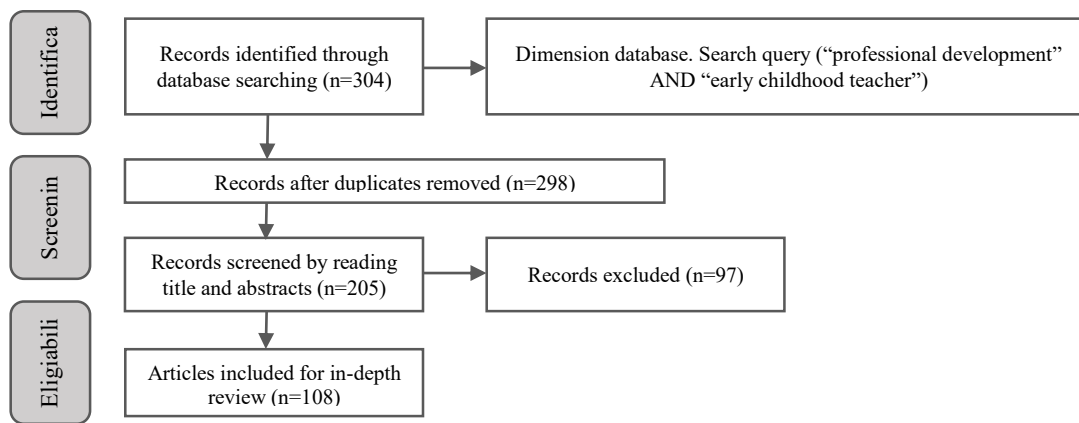 Identifica
Records identified through
database searching (n=304)
Dimension database. Search query (“professional development”
AND “early childhood teacher”)
Screenin
Records after duplicates removed (n=298)
Records screened by reading
title and abstracts (n=205)
Records excluded (n=97)
Eligiabili
Articles included for in-depth
review (n=108)